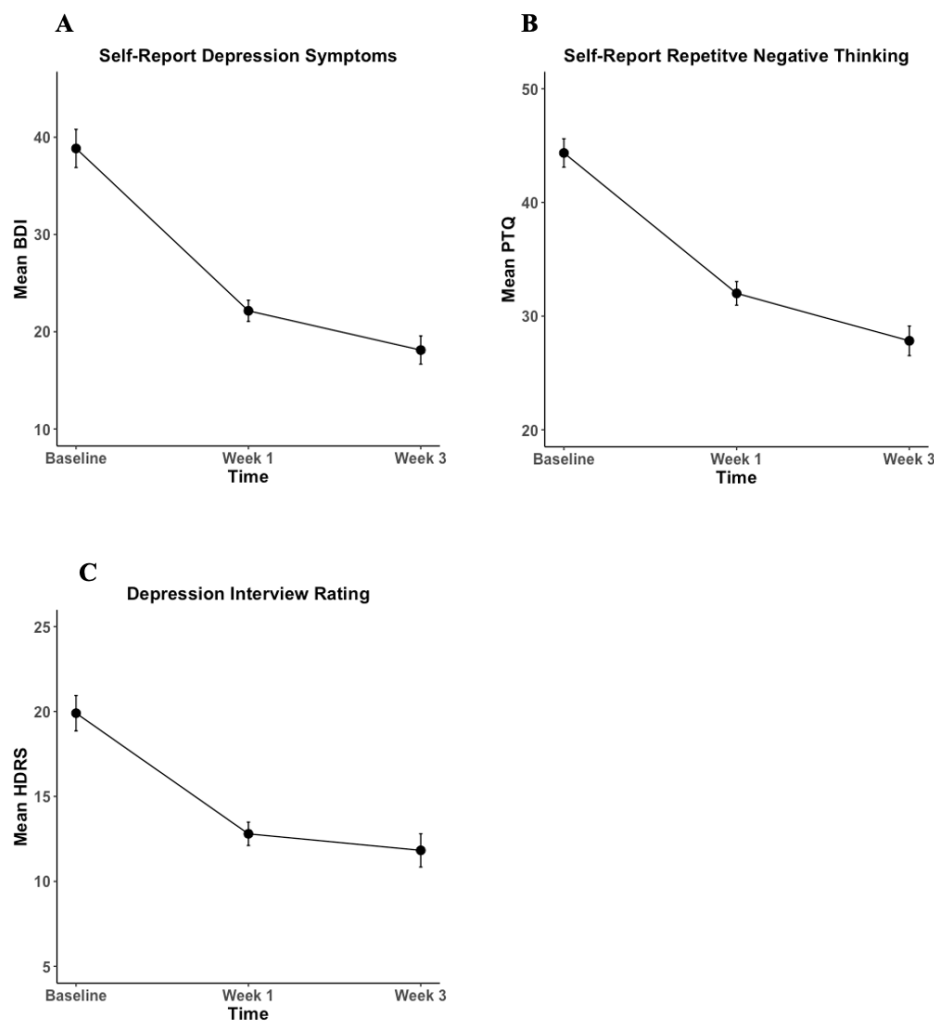 A
Self-Report Depression Symptoms
40
30
20
10
Mean BDI
Baseline
Week 1
Week 3
Time
B
Self-Report Repetitve Negative Thinking
50
40
30
20
Mean PTQ
Baseline
Week 1
Week 3
Time
C
Depression Interview Rating
25
20
15
10
5
Mean HDRS
Baseline
Week 1
Week 3
Time